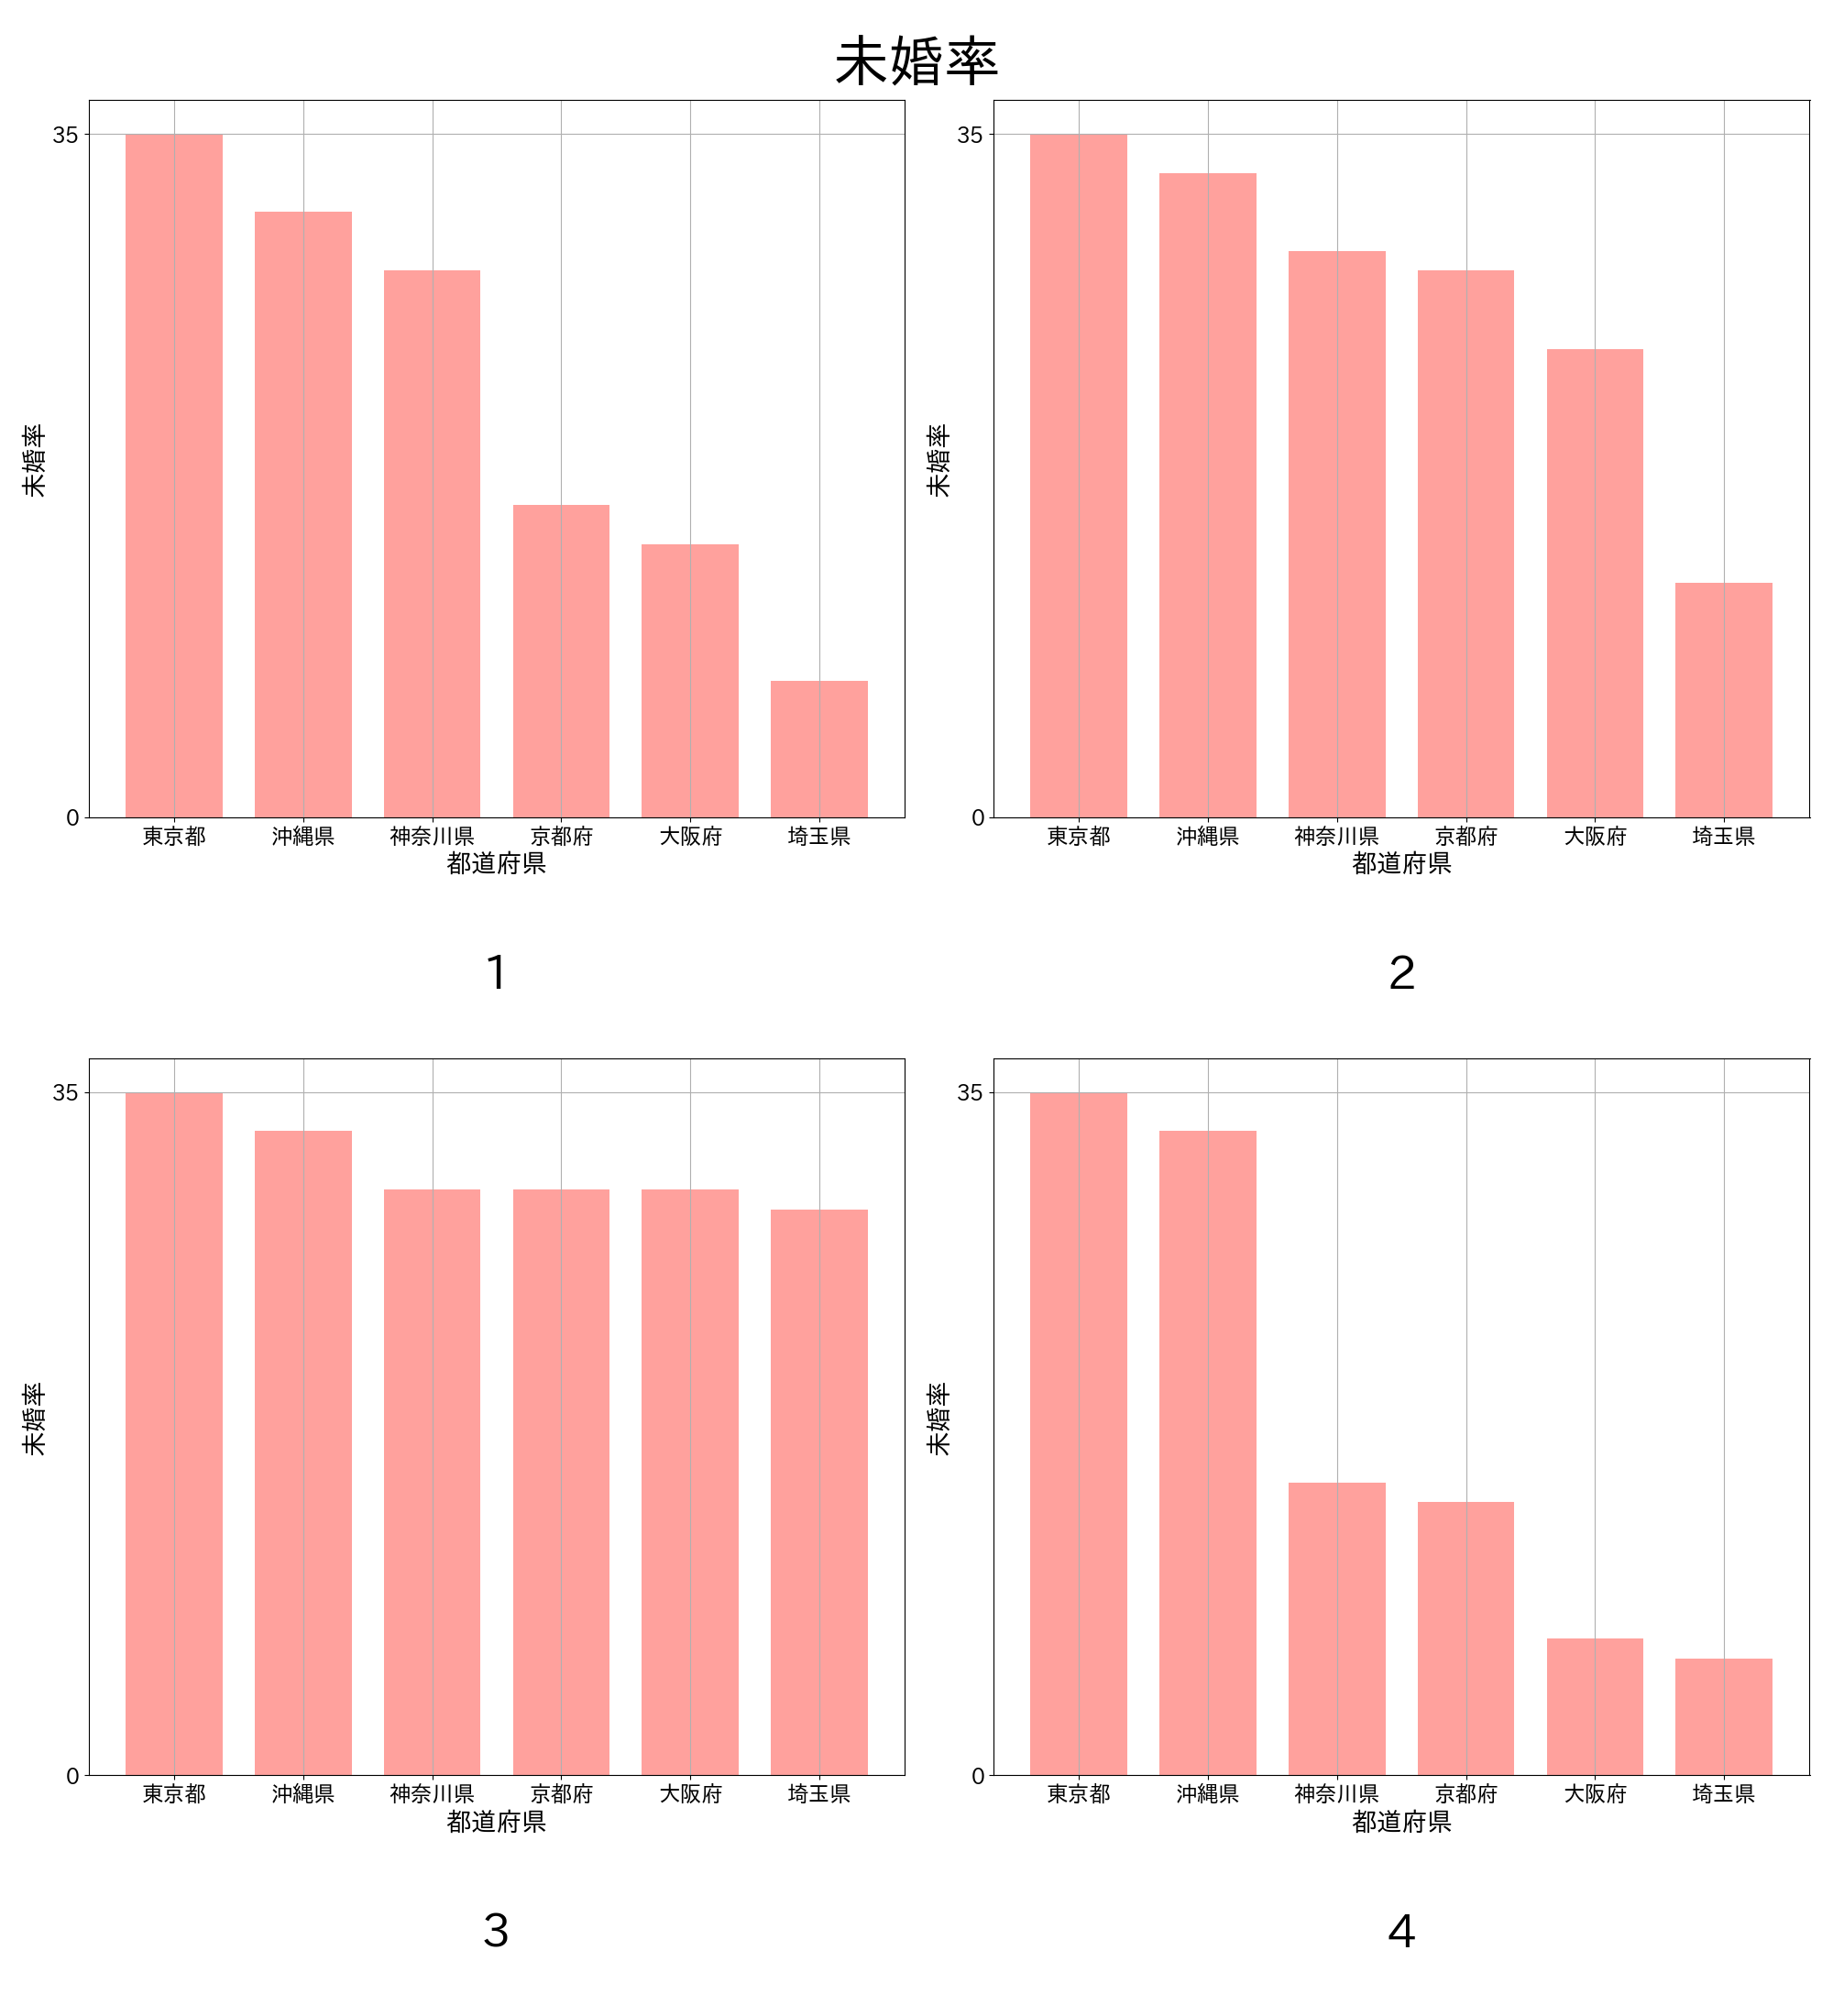 未婚率
35
0
未婚率
東京都 沖縄県 神奈川県 京都府 大阪府 埼玉県
都道府県
1
35
0
未婚率
東京都 沖縄県 神奈川県 京都府 大阪府 埼玉県
都道府県
2
35
0
未婚率
東京都 沖縄県 神奈川県 京都府 大阪府 埼玉県
都道府県
3
35
0
未婚率
東京都 沖縄県 神奈川県 京都府 大阪府 埼玉県
都道府県
4